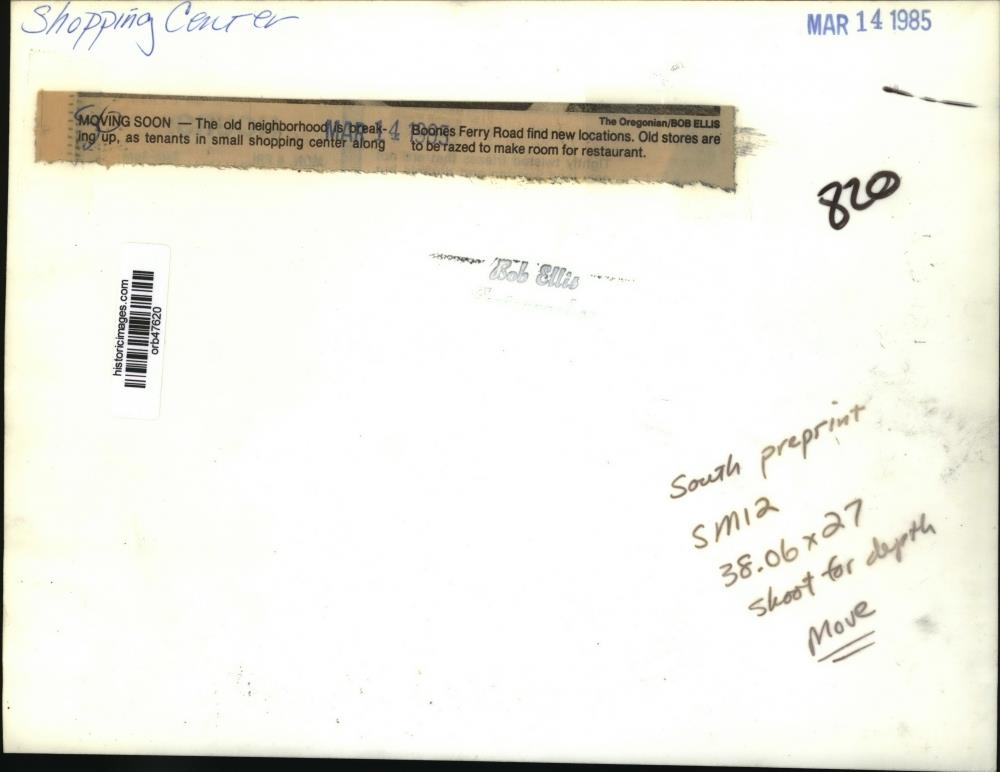 Shopping Center
MAR 14 1985
The Oregonian/BOB ELLIS
MOVING SOON — The old neighborhood is break-
ing up, as tenants in small shopping center along
Boones Ferry Road find new locations. Old stores are
to be razed to make room for restaurant.
MAR 14 1985
820
Bob Ellis
historicimages.com
orb47620
South preprint
SM12
38.06 x 27
Shoot for depth
Move